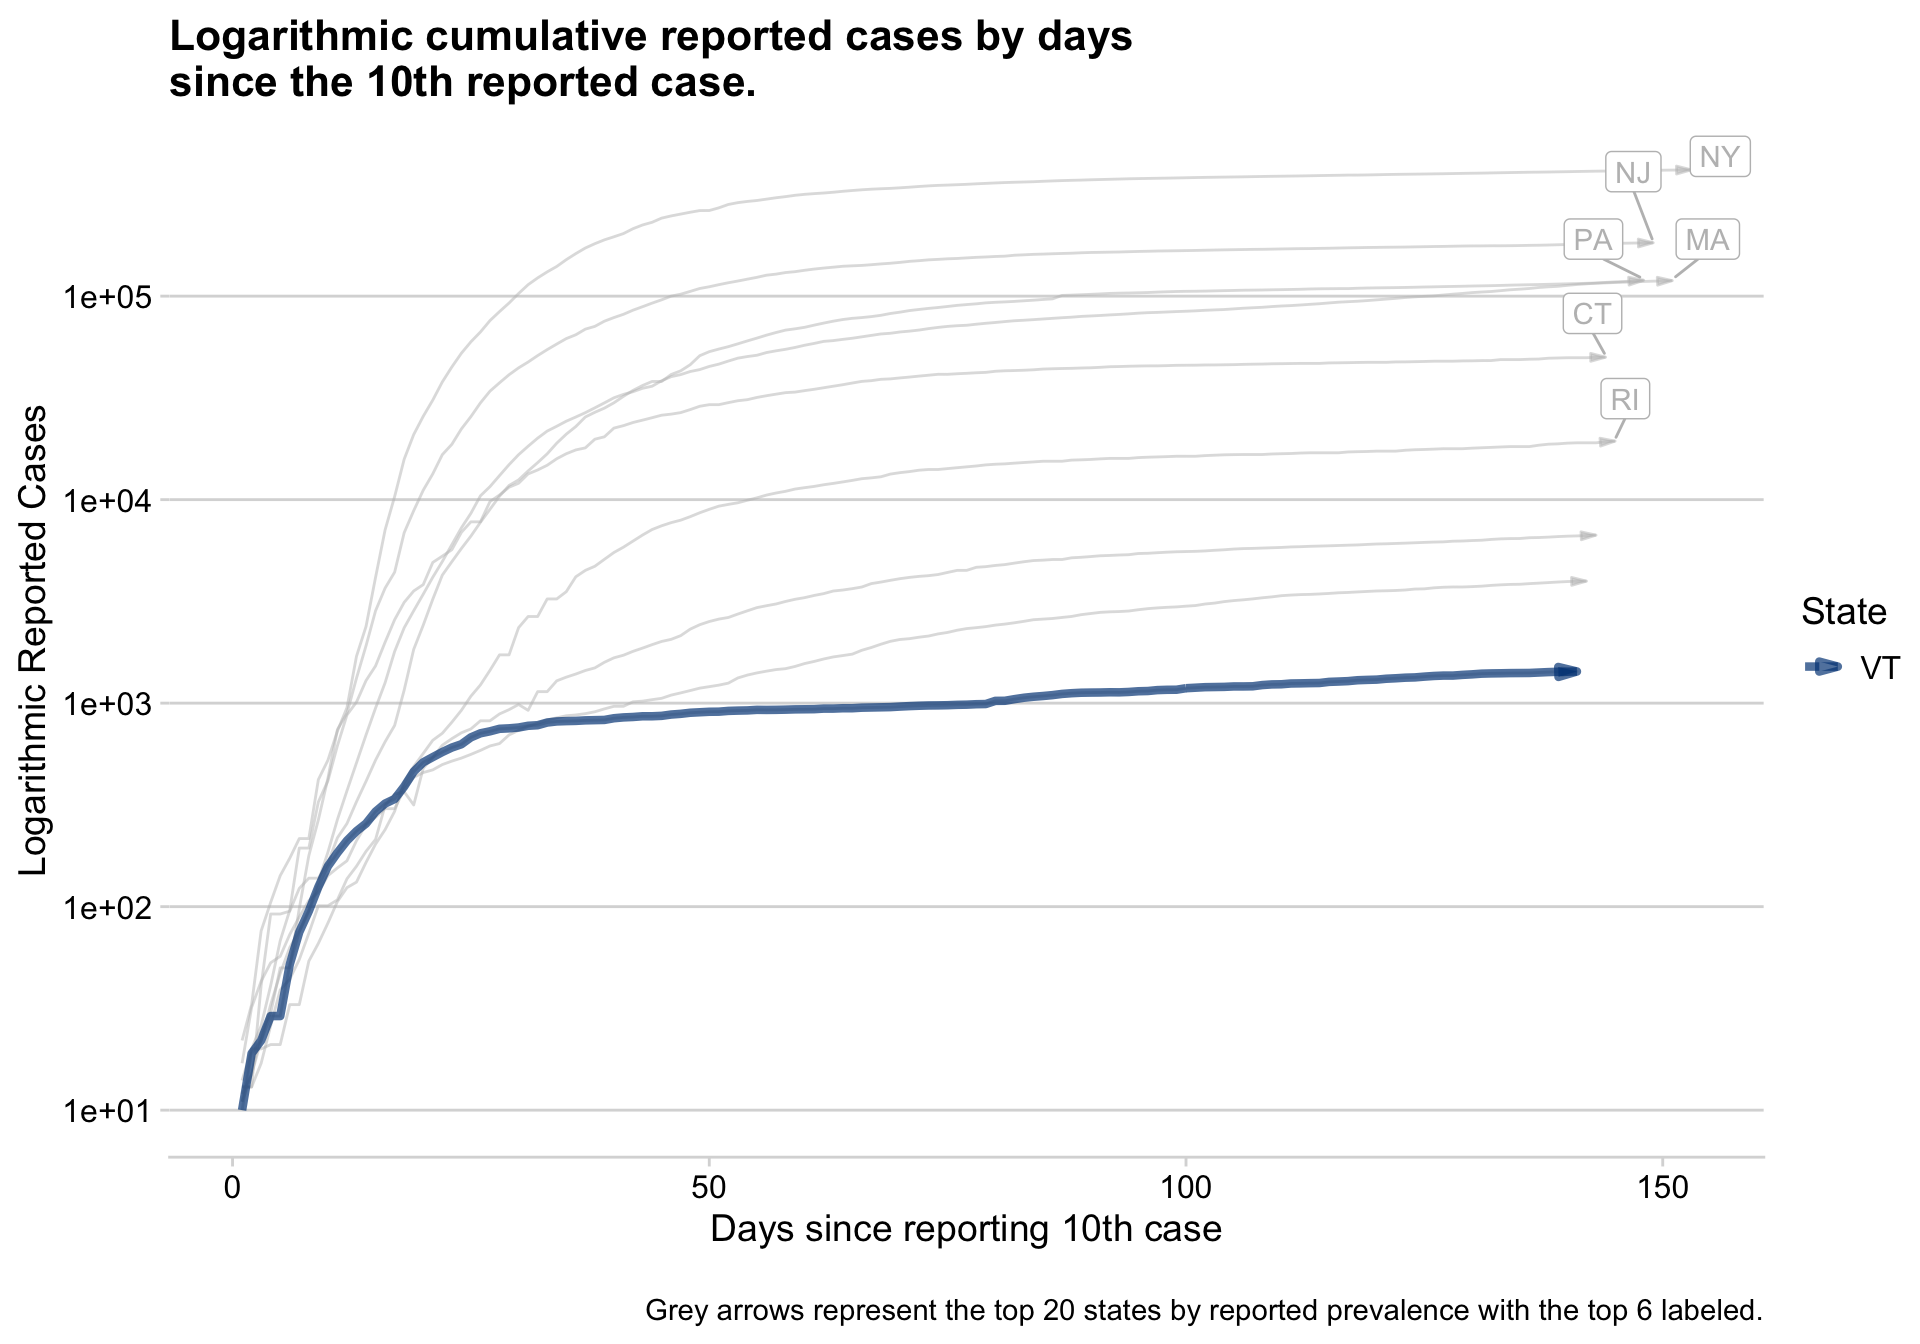 Logarithmic cumulative reported cases by days
since the 10th reported case.
NY
NJ
PA
MA
CT
RI
1e+05
1e+04
1e+03
1e+02
1e+01
Logarithmic Reported Cases
State
VT
0
50
100
150
Days since reporting 10th case
Grey arrows represent the top 20 states by reported prevalence with the top 6 labeled.